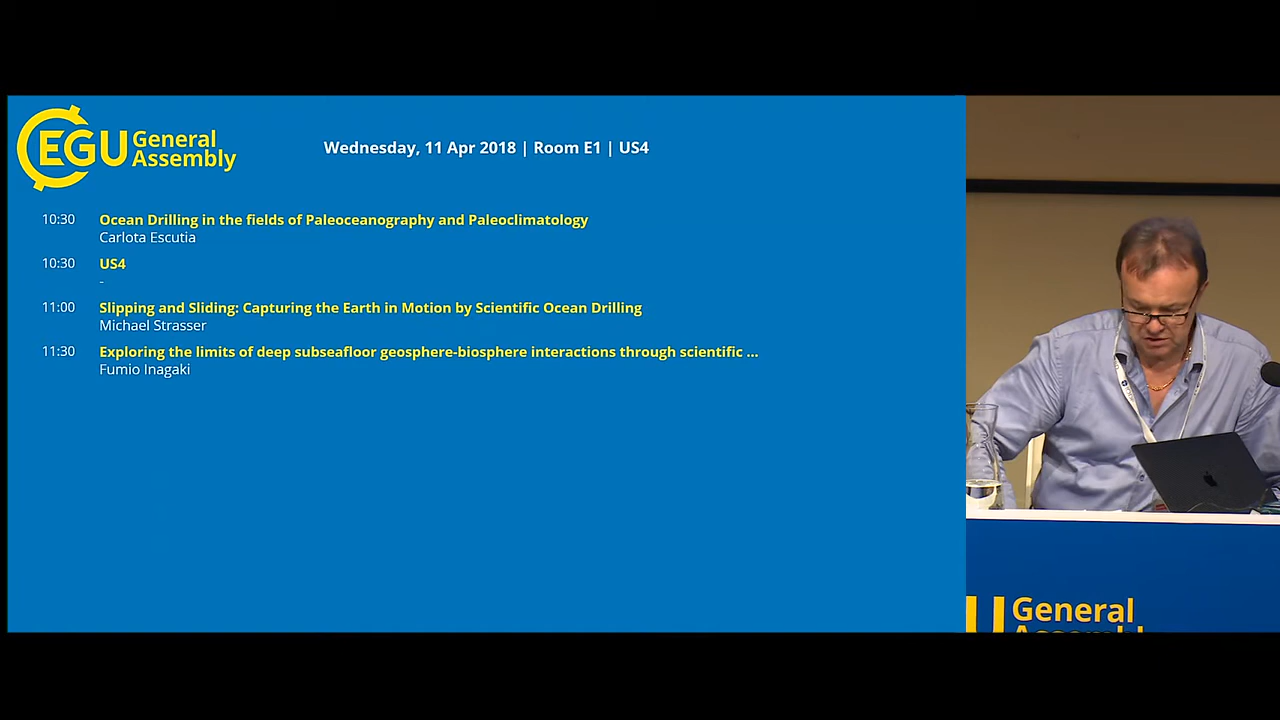 EGU General
Assembly
Wednesday, 11 Apr 2018 | Room E1 | US4
10:30 Ocean Drilling in the fields of Paleoceanography and Paleoclimatology
Carlota Escutia
10:30 US4
-
11:00 Slipping and Sliding: Capturing the Earth in Motion by Scientific Ocean Drilling
Michael Strasser
11:30 Exploring the limits of deep subseafloor geosphere-biosphere interactions through scientific ...
Fumio Inagaki
U General
Assembly